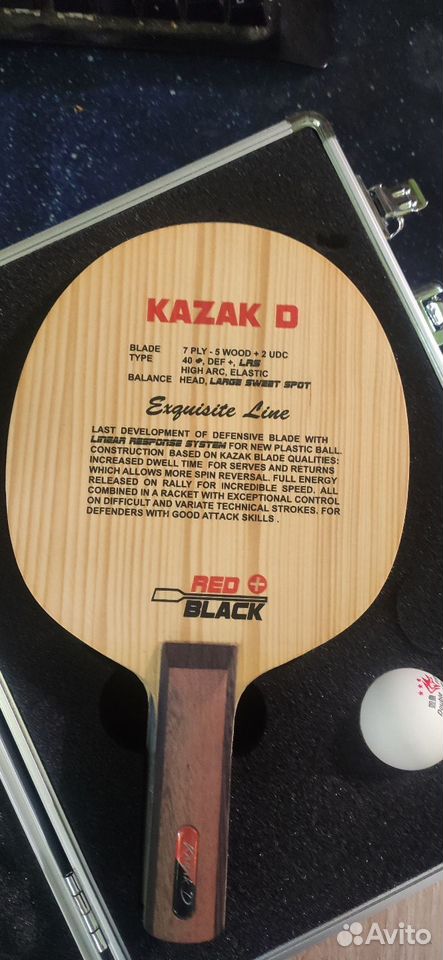 KAZAK D
BLADE 7 PLY - 5 WOOD + 2 UDC
TYPE 40 +, DEF +, LRS
HIGH ARC, ELASTIC
BALANCE HEAD, LARGE SWEET SPOT
Exquisite Line
LAST DEVELOPMENT OF DEFENSIVE BLADE WITH
LINEAR RESPONSE SYSTEM FOR NEW PLASTIC BALL.
CONSTRUCTION BASED ON KAZAK BLADE QUALITIES:
INCREASED DWELL TIME FOR SERVES AND RETURNS
WHICH ALLOWS MORE SPIN REVERSAL. FULL ENERGY
RELEASED ON RALLY FOR INCREDIBLE SPEED. ALL
COMBINED IN A RACKET WITH EXCEPTIONAL CONTROL
ON DIFFICULT AND VARIATE TECHNICAL STROKES. FOR
DEFENDERS WITH GOOD ATTACK SKILLS .
RED
BLACK
Kazak D
Double
Avito